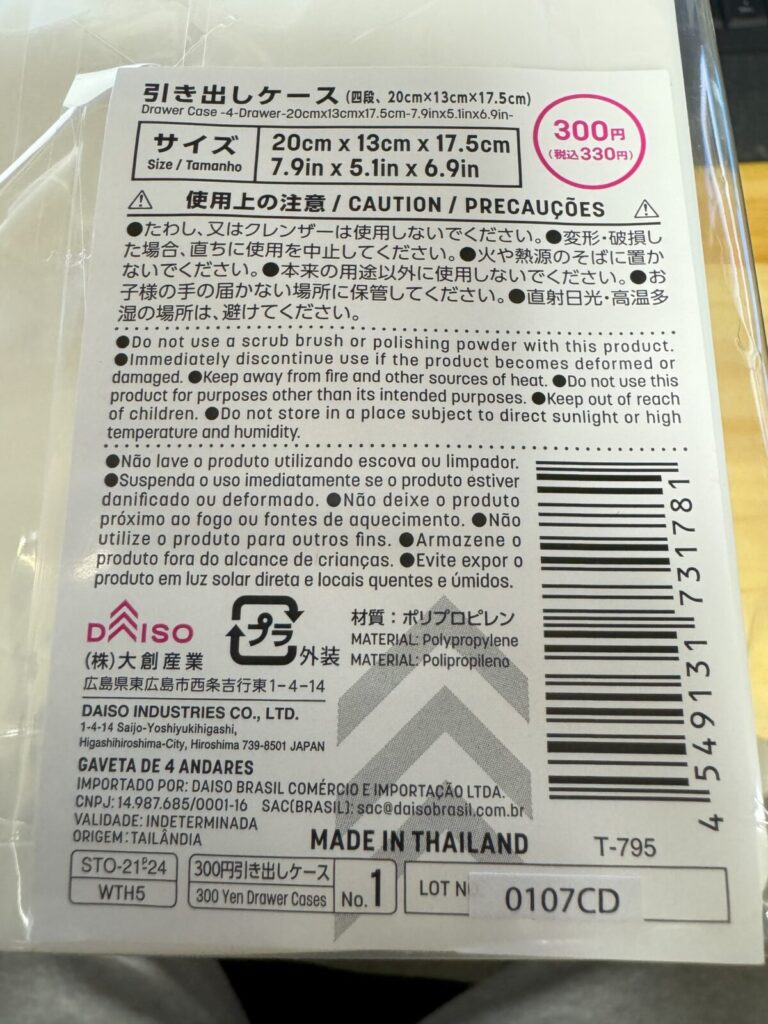 引き出しケース(四段、20cm×13cm×17.5cm)
Drawer Case -4-Drawer-20cmx13cmx17.5cm-7.9inx5.1inx6.9in-
サイズ
Size / Tamanho
20cm x 13cm x 17.5cm
7.9in x 5.1in x 6.9in
300円
(税込330円)
使用上の注意 / CAUTION / PRECAUÇÕES
●たわし、又はクレンザーは使用しないでください。●変形・破損し
た場合、直ちに使用を中止してください。●火や熱源のそばに置か
ないでください。●本来の用途以外に使用しないでください。●お
子様の手の届かない場所に保管してください。●直射日光・高温多
湿の場所は、避けてください。
●Do not use a scrub brush or polishing powder with this product.
●Immediately discontinue use if the product becomes deformed or
damaged. ●Keep away from fire and other sources of heat. ●Do not use this
product for purposes other than its intended purposes. ●Keep out of reach
of children. ●Do not store in a place subject to direct sunlight or high
temperature and humidity.
●Não lave o produto utilizando escova ou limpador.
●Suspenda o uso imediatamente se o produto estiver
danificado ou deformado. ●Não deixe o produto
próximo ao fogo ou fontes de aquecimento. ●Não
utilize o produto para outros fins. ●Armazene o
produto fora do alcance de crianças. ●Evite expor o
produto em luz solar direta e locais quentes e úmidos.
4549131731781
DAISO
(株)大創産業
プラ
外装
材質:ポリプロピレン
MATERIAL: Polypropylene
MATERIAL: Polipropileno
広島県東広島市西条吉行東1-4-14
DAISO INDUSTRIES CO., LTD.
1-4-14 Saijo-Yoshiyukihigashi,
Higashihiroshima-City, Hiroshima 739-8501 JAPAN
GAVETA DE 4 ANDARES
IMPORTADO POR: DAISO BRASIL COMÉRCIO E IMPORTAÇÃO LTDA.
CNPJ: 14.987.685/0001-16 SAC(BRASIL): sac@daisobrasil.com.br
VALIDADE: INDETERMINADA
ORIGEM: TAILÂNDIA
MADE IN THAILAND
T-795
STO-21ﾋ24
WTH5
300円引き出しケース
300 Yen Drawer Cases
No.1
LOT N
0107CD